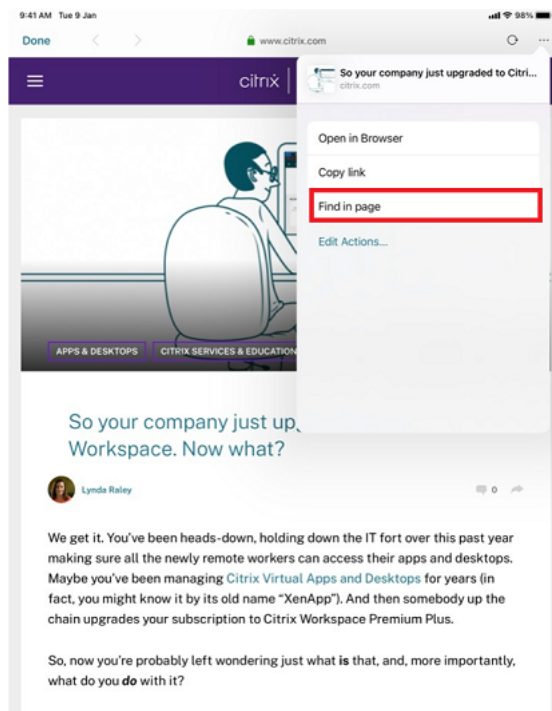 9:41 AM Tue 9 Jan
98%
Done
www.citrix.com
citrix
So your company just upgraded to Citri...
citrix.com
Open in Browser
Copy link
Find in page
Edit Actions...
APPS & DESKTOPS
CITRIX SERVICES & EDUCATION
So your company just up
Workspace. Now what?
Lynda Raley
0
We get it. You've been heads-down, holding down the IT fort over this past year
making sure all the newly remote workers can access their apps and desktops.
Maybe you've been managing Citrix Virtual Apps and Desktops for years (in
fact, you might know it by its old name “XenApp”). And then somebody up the
chain upgrades your subscription to Citrix Workspace Premium Plus.
So, now you're probably left wondering just what is that, and, more importantly,
what do you do with it?